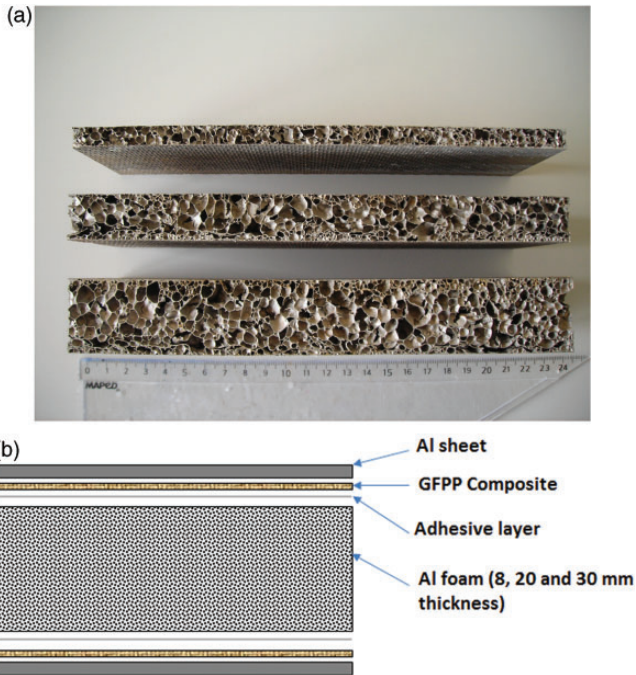 (a)
0 1 2 3 4 5 6 7 8 9 10 11 12 13 14 15 16 17 18 19 20 21 22 23 24
MAPED
(b)
Al sheet
GFPP Composite
Adhesive layer
Al foam (8, 20 and 30 mm
thickness)